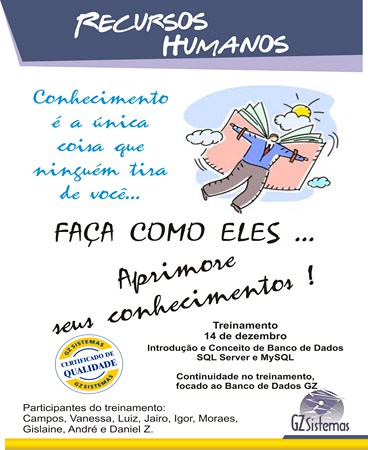 RECURSOS
HUMANOS
Conhecimento
é a única
coisa que
ninguém tira
de você...
FAÇA COMO ELES ...
Aprimore
seus conhecimentos !
Treinamento
14 de dezembro
Introdução e Conceito de Banco de Dados
SQL Server e MySQL
Continuidade no treinamento,
focado ao Banco de Dados GZ
GZ SISTEMAS
CERTIFICADO DE
QUALIDADE
GZ SISTEMAS
Participantes do treinamento:
Campos, Vanessa, Luiz, Jairo, Igor, Moraes,
Gislaine, André e Daniel Z.
GZ Sistemas